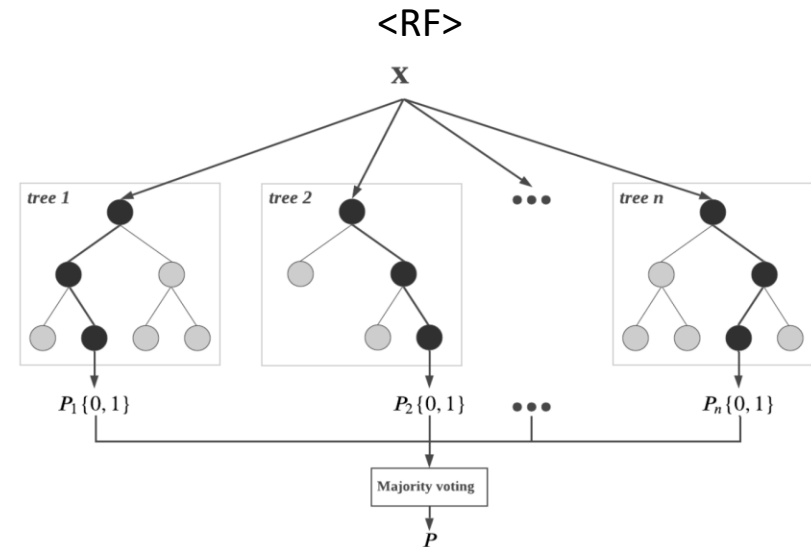 <RF>
X
tree 1
tree 2
tree n
P₁{0, 1}
P₂{0, 1}
Pₙ{0, 1}
Majority voting
P